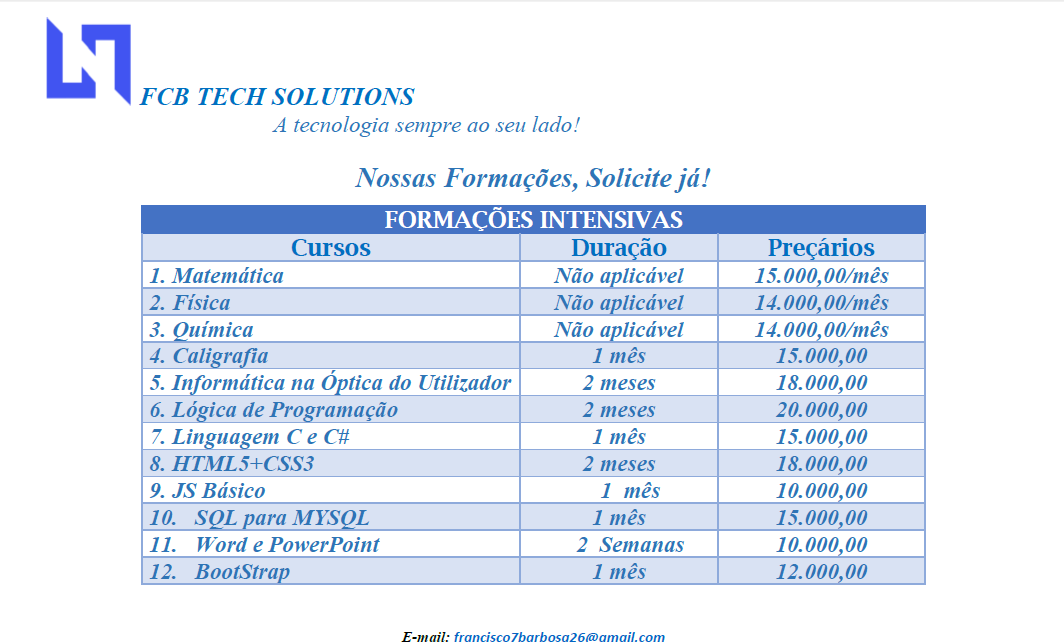 FCB TECH SOLUTIONS
A tecnologia sempre ao seu lado!
Nossas Formações, Solicite já!
FORMAÇÕES INTENSIVAS
Cursos Duração Preçários
1. Matemática Não aplicável 15.000,00/mês
2. Física Não aplicável 14.000,00/mês
3. Química Não aplicável 14.000,00/mês
4. Caligrafia 1 mês 15.000,00
5. Informática na Óptica do Utilizador 2 meses 18.000,00
6. Lógica de Programação 2 meses 20.000,00
7. Linguagem C e C# 1 mês 15.000,00
8. HTML5+CSS3 2 meses 18.000,00
9. JS Básico 1 mês 10.000,00
10. SQL para MYSQL 1 mês 15.000,00
11. Word e PowerPoint 2 Semanas 10.000,00
12. BootStrap 1 mês 12.000,00
E-mail: francisco7barbosa26@gmail.com